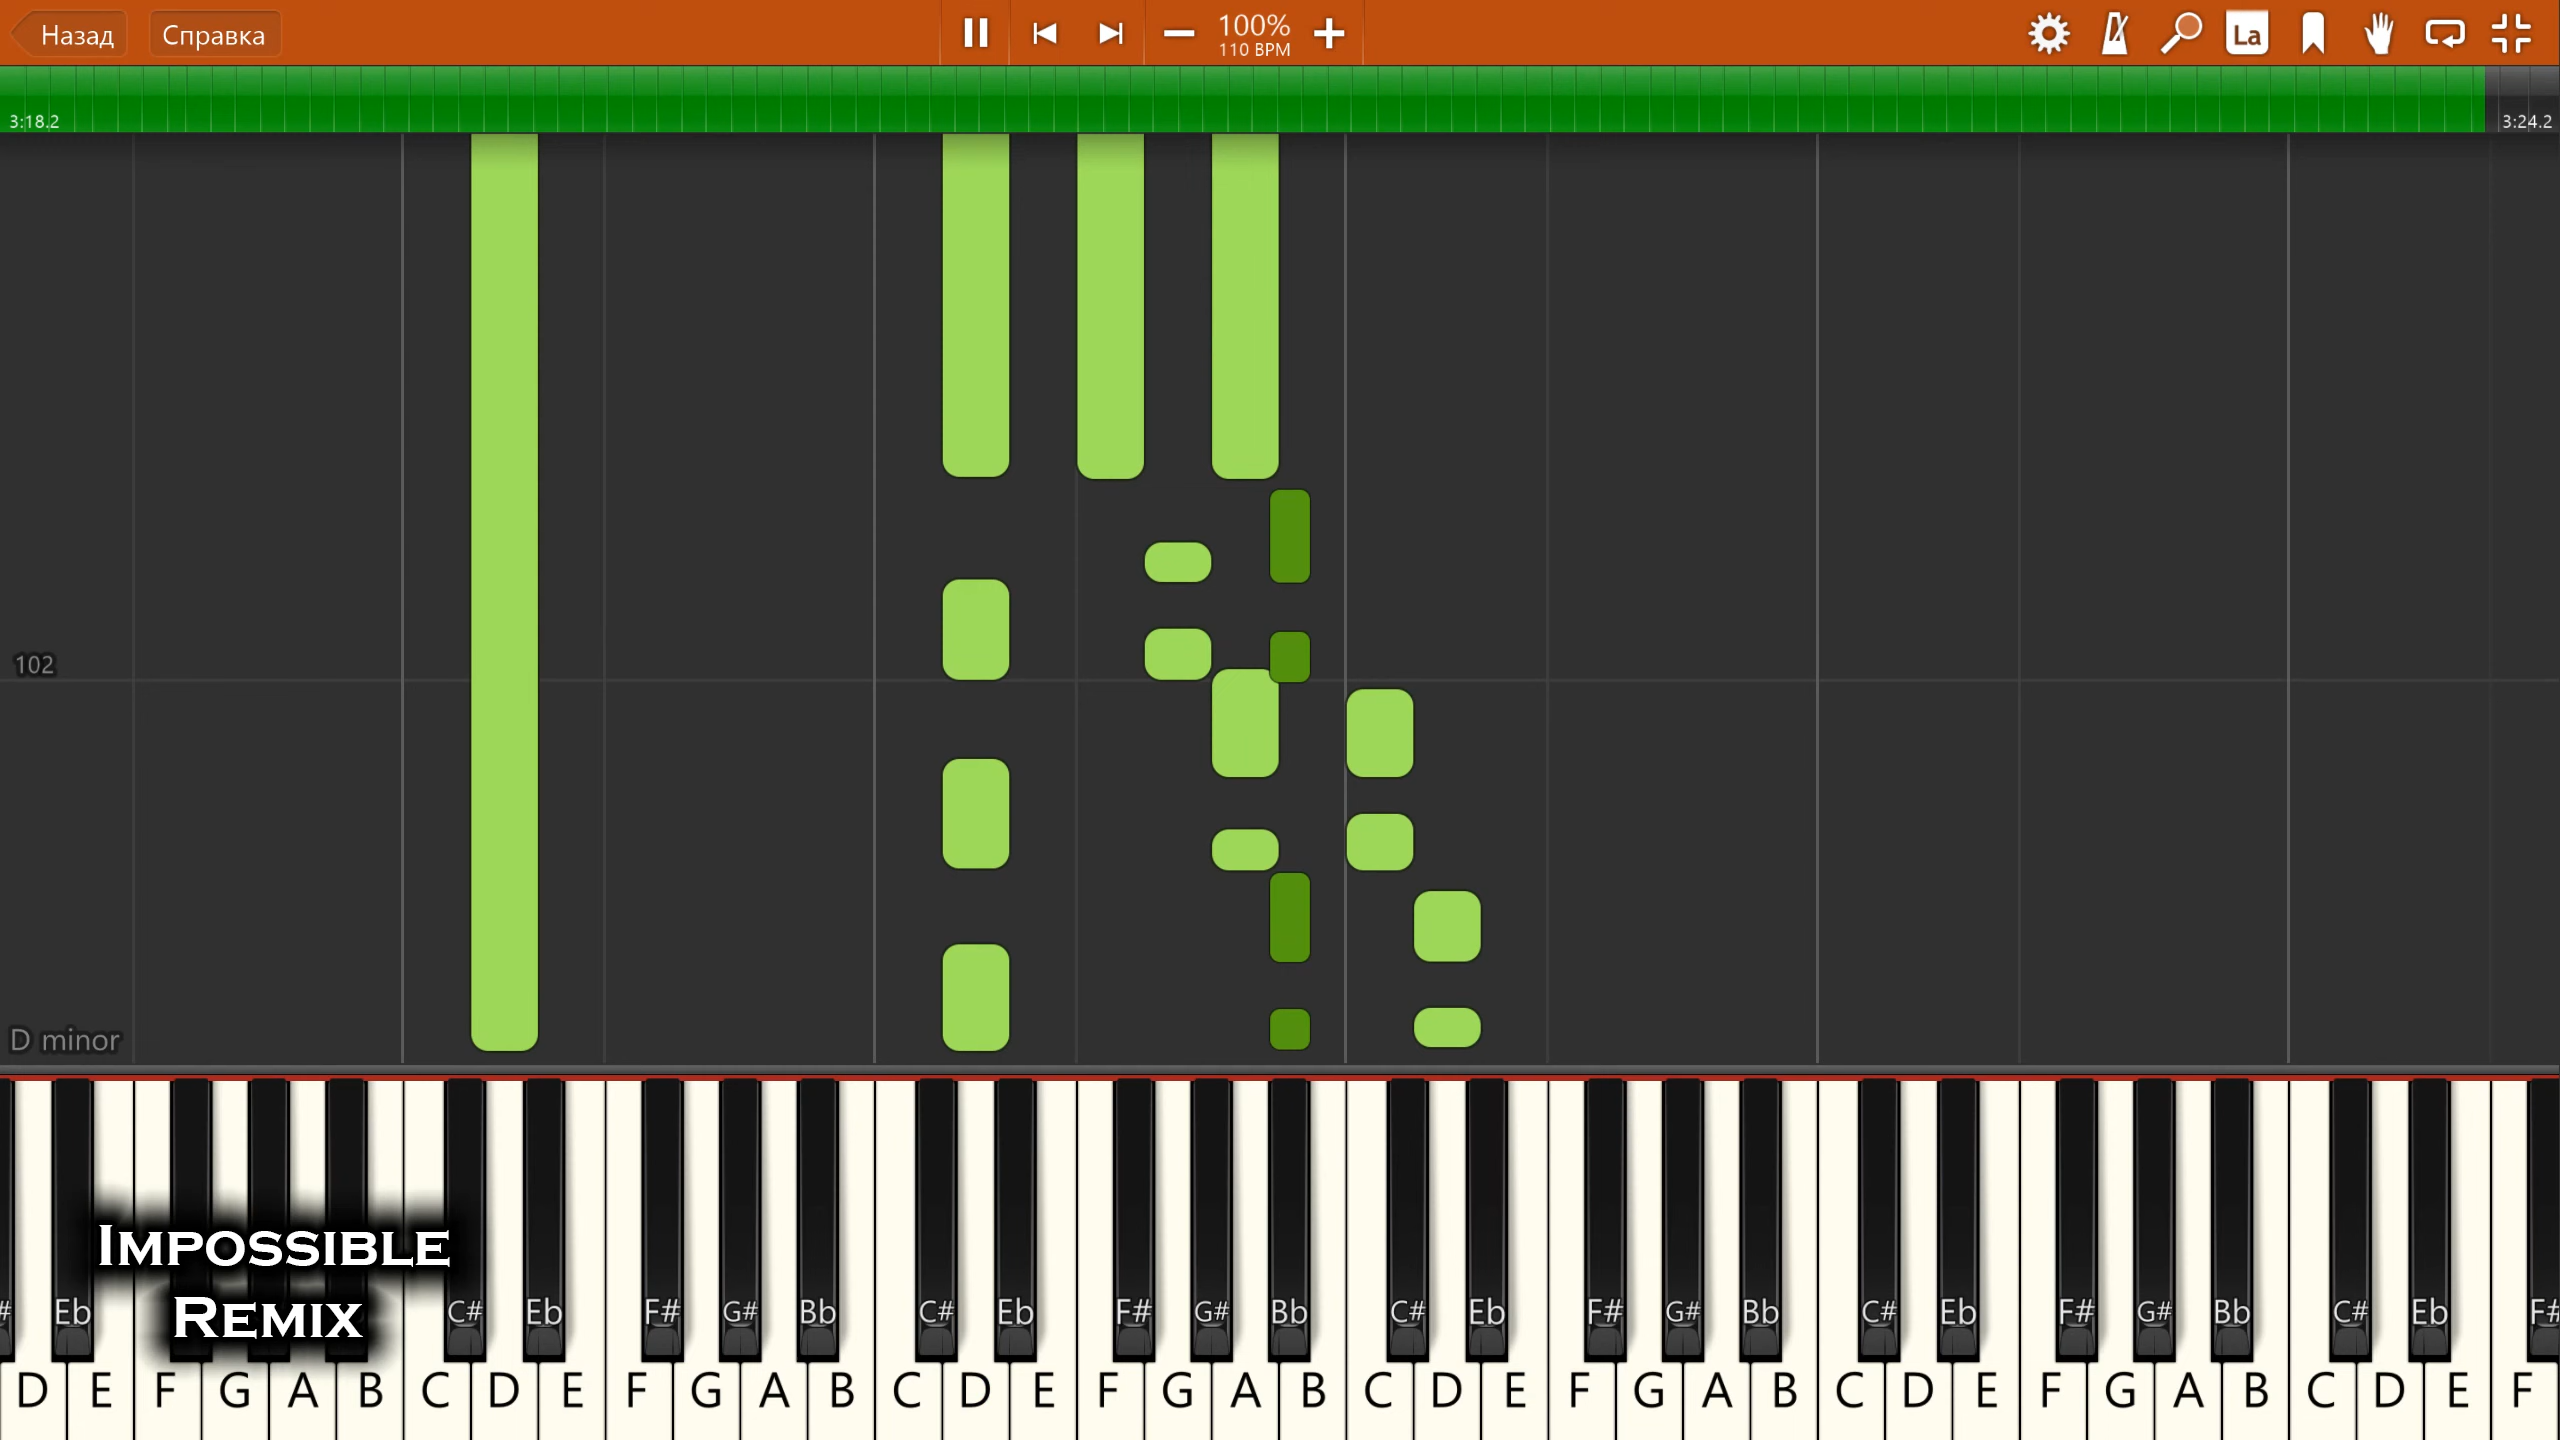 Назад Справка 100% La
110 BPM
3:18.2 3:24.2
102
D minor
Impossible
Remix
# Eb C# Eb F# G# Bb C# Eb F# G# Bb C# Eb F# G# Bb C# Eb F# G# Bb C# Eb F#
D E F G A B C D E F G A B C D E F G A B C D E F G A B C D E F G A B C D E F